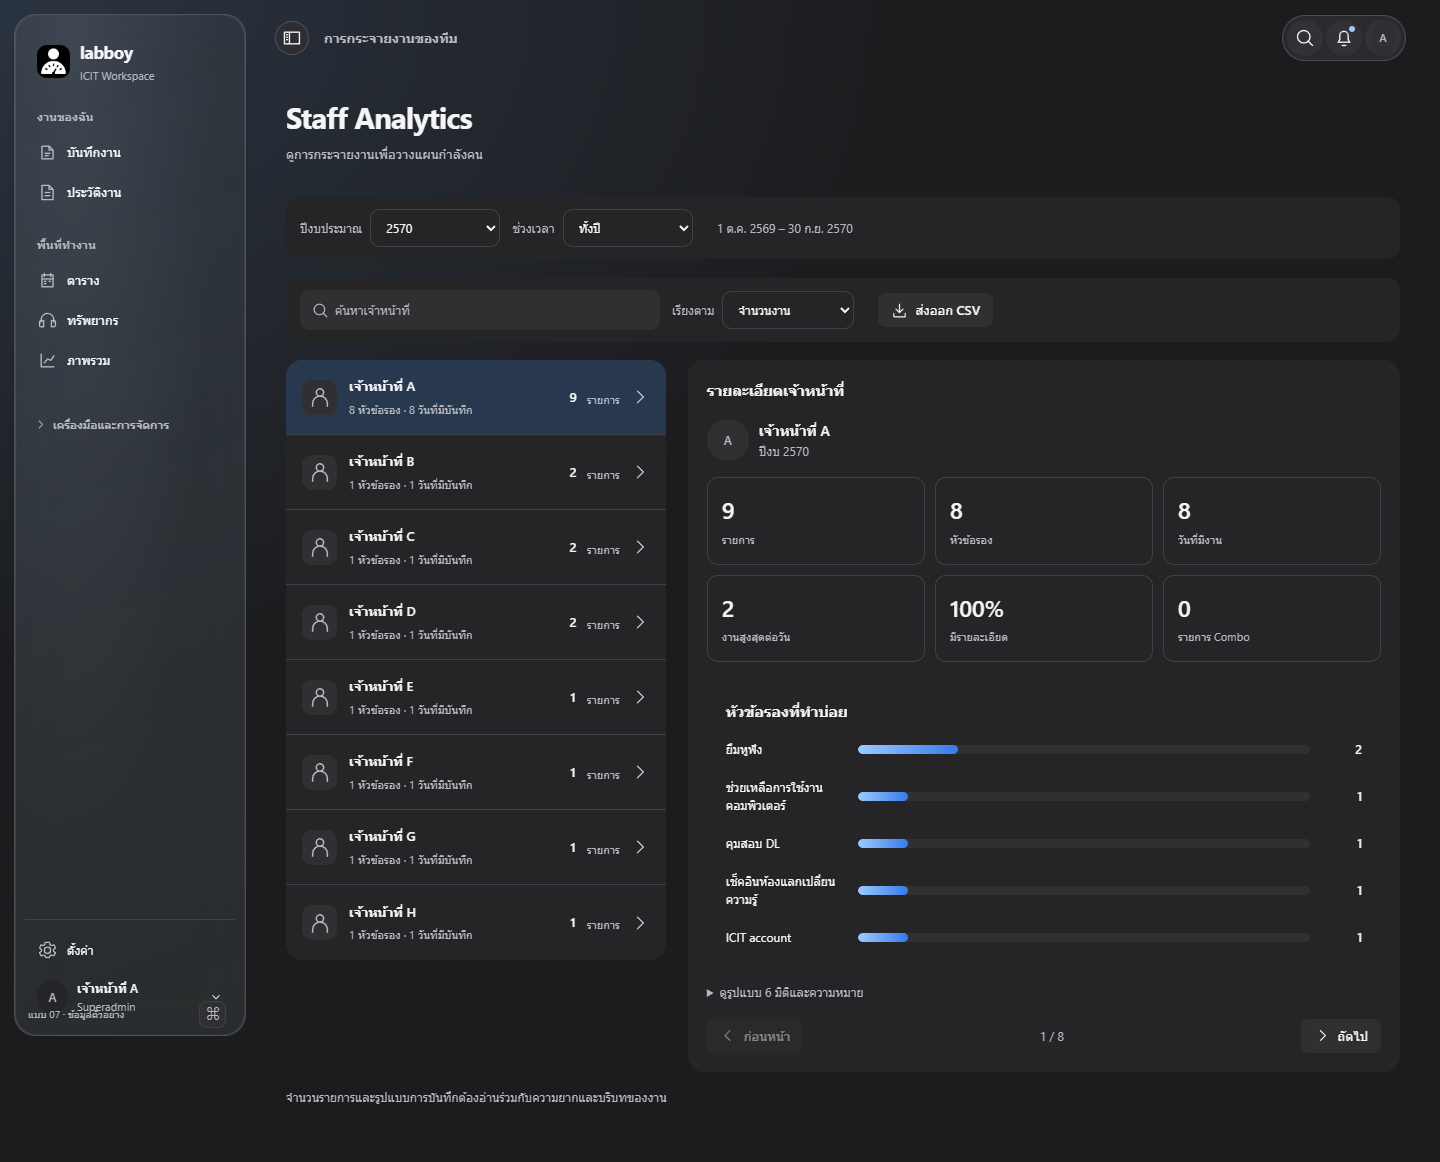 labboy
ICIT Workspace
งานของฉัน
บันทึกงาน
ประวัติงาน
พื้นที่ทำงาน
ตาราง
ทรัพยากร
ภาพรวม
เครื่องมือและการจัดการ
ตั้งค่า
A
เจ้าหน้าที่ A
Superadmin
แบบ 07 · ข้อมูลตัวอย่าง
⌘
การกระจายงานของทีม
A
Staff Analytics
ดูการกระจายงานเพื่อวางแผนกำลังคน
ปีงบประมาณ 2570 ช่วงเวลา ทั้งปี 1 ต.ค. 2569 – 30 ก.ย. 2570
ค้นหาเจ้าหน้าที่ เรียงตาม จำนวนงาน ส่งออก CSV
เจ้าหน้าที่ A
8 หัวข้อรอง · 8 วันที่มีบันทึก
9 รายการ
เจ้าหน้าที่ B
1 หัวข้อรอง · 1 วันที่มีบันทึก
2 รายการ
เจ้าหน้าที่ C
1 หัวข้อรอง · 1 วันที่มีบันทึก
2 รายการ
เจ้าหน้าที่ D
1 หัวข้อรอง · 1 วันที่มีบันทึก
2 รายการ
เจ้าหน้าที่ E
1 หัวข้อรอง · 1 วันที่มีบันทึก
1 รายการ
เจ้าหน้าที่ F
1 หัวข้อรอง · 1 วันที่มีบันทึก
1 รายการ
เจ้าหน้าที่ G
1 หัวข้อรอง · 1 วันที่มีบันทึก
1 รายการ
เจ้าหน้าที่ H
1 หัวข้อรอง · 1 วันที่มีบันทึก
1 รายการ
รายละเอียดเจ้าหน้าที่
A
เจ้าหน้าที่ A
ปีงบ 2570
9
รายการ
8
หัวข้อรอง
8
วันที่มีงาน
2
งานสูงสุดต่อวัน
100%
มีรายละเอียด
0
รายการ Combo
หัวข้อรองที่ทำบ่อย
ยืมหูฟัง 2
ช่วยเหลือการใช้งาน
คอมพิวเตอร์ 1
คุมสอบ DL 1
เช็คอินห้องแลกเปลี่ยน
ความรู้ 1
ICIT account 1
ดูรูปแบบ 6 มิติและความหมาย
ก่อนหน้า 1 / 8 ถัดไป
จำนวนรายการและรูปแบบการบันทึกต้องอ่านร่วมกับความยากและบริบทของงาน